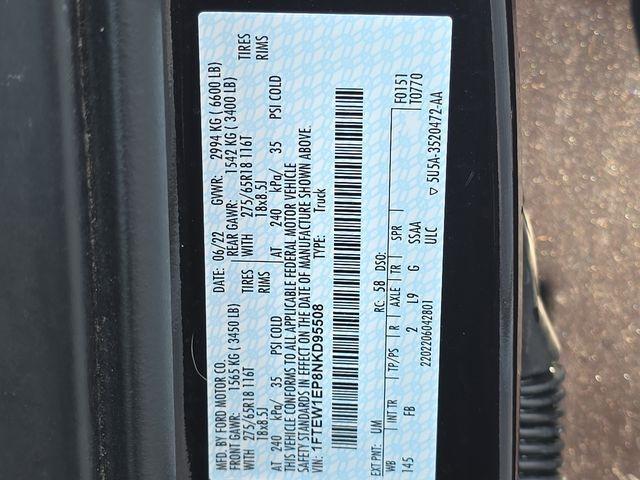 MFD. BY FORD MOTOR CO. DATE: 06/22 GVWR: 2994 KG ( 6600 LB)
FRONT GAWR: 1565 KG ( 3450 LB) REAR GAWR: 1542 KG ( 3400 LB)
WITH 275/65R18 116T TIRES WITH 275/65R18 116T TIRES
18x8.5J RIMS 18x8.5J RIMS
AT 240 kPa/ 35 PSI COLD AT 240 kPa/ 35 PSI COLD
THIS VEHICLE CONFORMS TO ALL APPLICABLE FEDERAL MOTOR VEHICLE
SAFETY STANDARDS IN EFFECT ON THE DATE OF MANUFACTURE SHOWN ABOVE.
VIN: 1FTEW1EP8NKD95508 TYPE: Truck
EXT PNT: UM RC: 58 DSO: F0151
WB INT TR TP/PS R AXLE TR SPR T0770
145 FB 2 L9 G SSAA
2202206042801 ULC
▽ 5U5A-3520472-AA